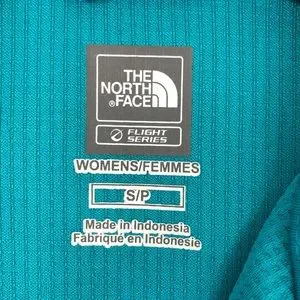 THE
NORTH
FACE
FLIGHT
SERIES
WOMENS/FEMMES
S/P
Made in Indonesia
Fabriqué en Indonésie